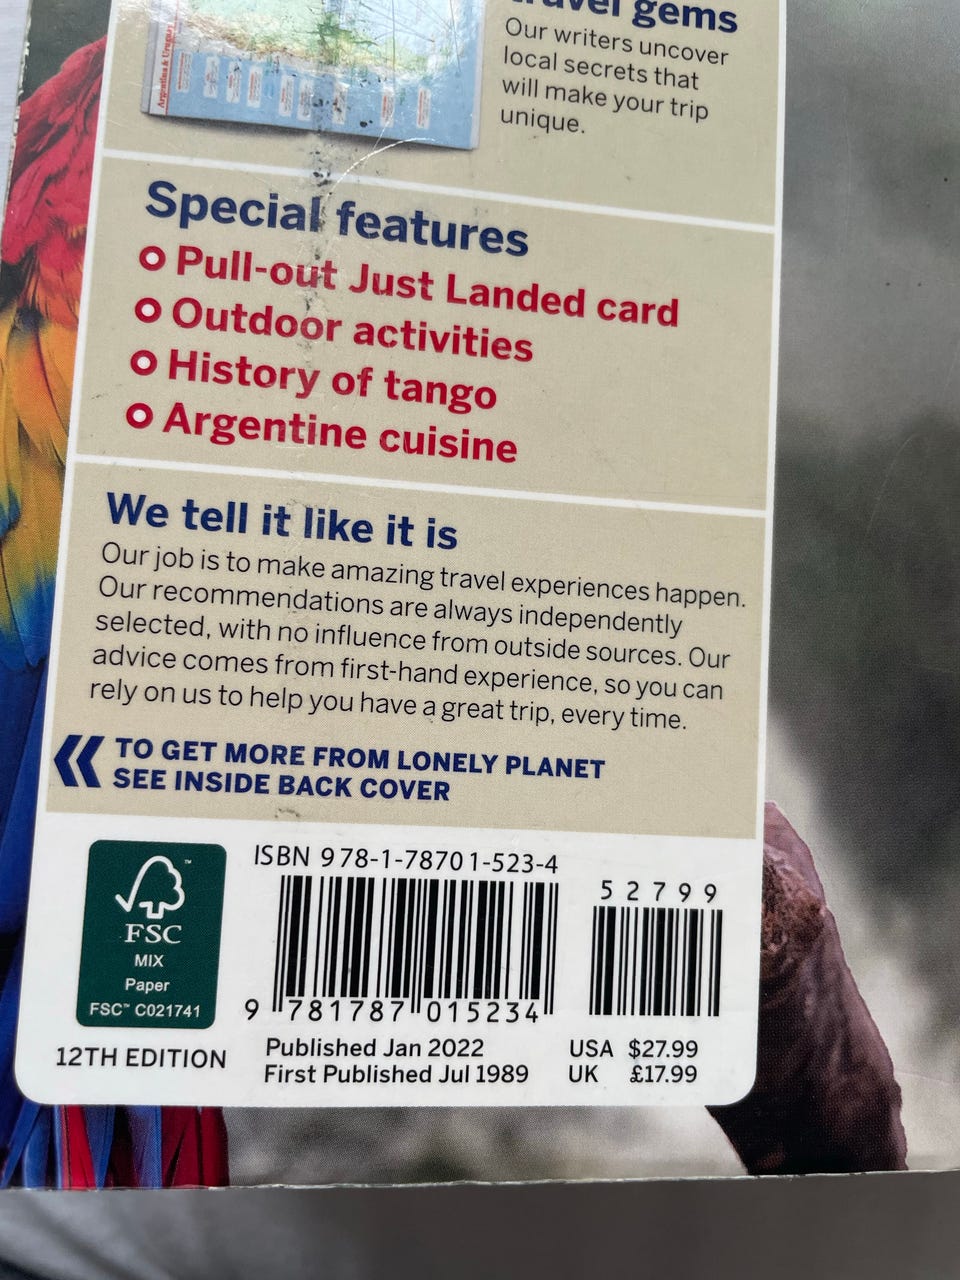 gems
Our writers uncover
local secrets that
will make your trip
unique.
Argentina & Uruguay
Special features
Pull-out Just Landed card
Outdoor activities
History of tango
Argentine cuisine
We tell it like it is
Our job is to make amazing travel experiences happen.
Our recommendations are always independently
selected, with no influence from outside sources. Our
advice comes from first-hand experience, so you can
rely on us to help you have a great trip, every time.
TO GET MORE FROM LONELY PLANET
SEE INSIDE BACK COVER
ISBN 978-1-78701-523-4
52799
FSC
MIX
Paper
FSC™ C021741
9 781787 015234
12TH EDITION
Published Jan 2022
First Published Jul 1989
USA $27.99
UK £17.99